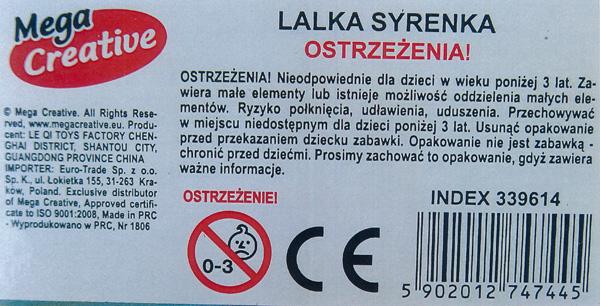 Mega
Creative
LALKA SYRENKA
OSTRZEŻENIA!
OSTRZEŻENIA! Nieodpowiednie dla dzieci w wieku poniżej 3 lat. Za-
wiera małe elementy lub istnieje możliwość oddzielenia małych ele-
mentów. Ryzyko połknięcia, udławienia, uduszenia. Przechowywać
w miejscu niedostępnym dla dzieci poniżej 3 lat. Usunąć opakowanie
przed przekazaniem dziecku zabawki. Opakowanie nie jest zabawką -
chronić przed dziećmi. Prosimy zachować to opakowanie, gdyż zawiera
ważne informacje.
© Mega Creative. All Rights Rese-
rved, www.megacreative.eu. Produ-
cent: LE QI TOYS FACTORY CHEN-
GHAI DISTRICT, SHANTOU CITY,
GUANGDONG PROVINCE CHINA
IMPORTER: Euro-Trade Sp. z o.o.
Sp. K., ul. Łokietka 155, 31-263 Kra-
ków, Poland. Exclusive distributor
of Mega Creative, Approved certifi-
cate to ISO 9001:2008, Made in PRC
- Wyprodukowano w PRC, Nr 1806
OSTRZEŻENIE!
0-3
CE
INDEX 339614
5 902012 747445